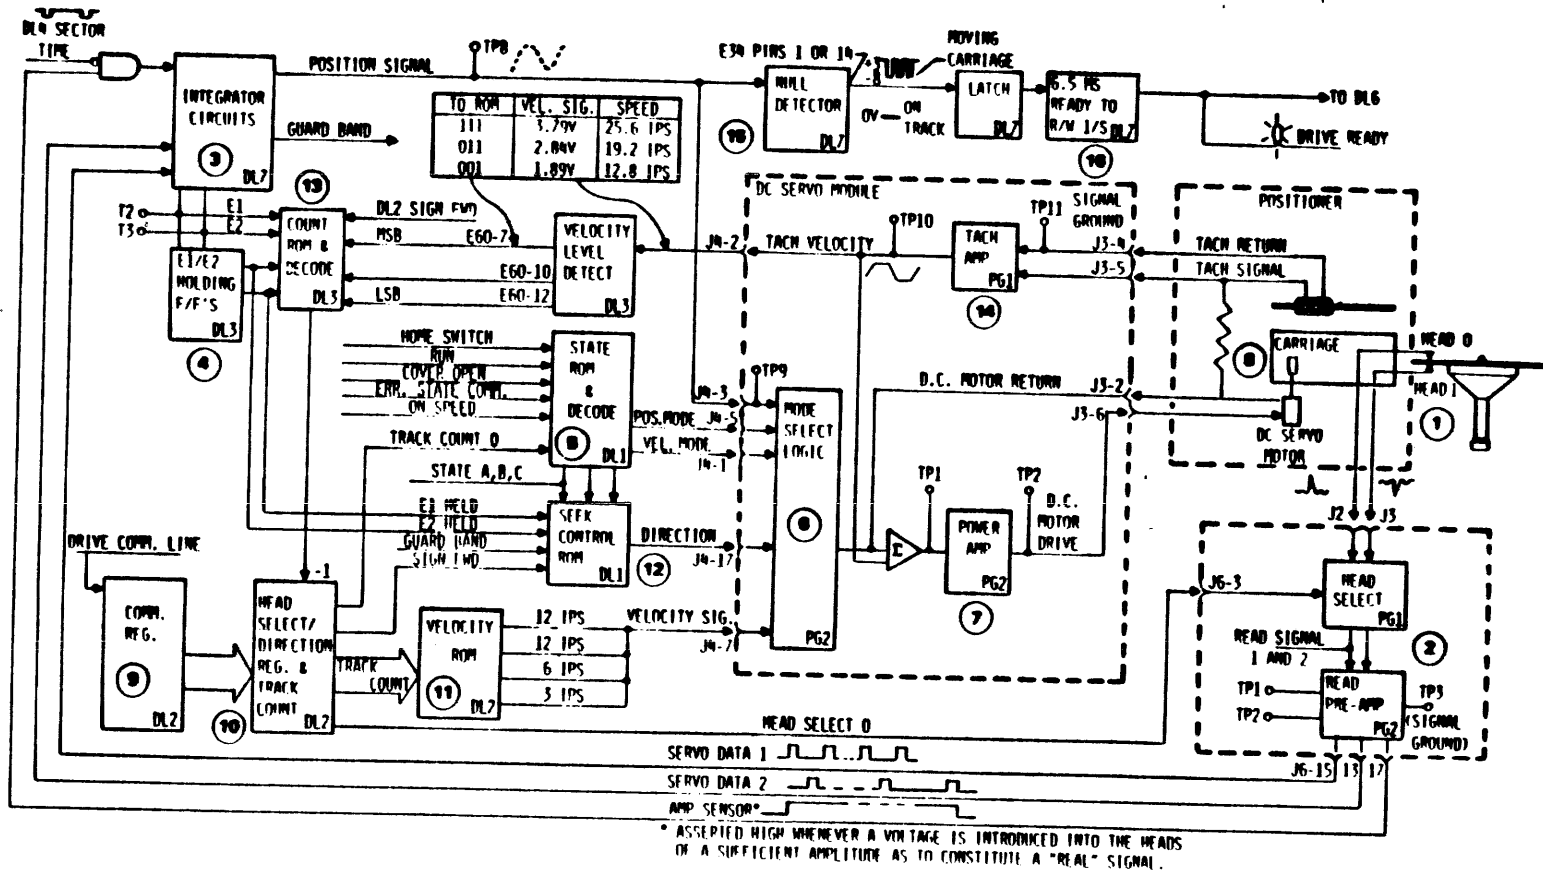 DL4 SECTOR
TIME
INTEGRATOR
CIRCUITS
3
DL7
POSITION SIGNAL
TP8
GUARD BAND
TO ROM VEL. SIG. SPEED
111 3.79V 25.6 IPS
011 2.84V 19.2 IPS
001 1.89V 12.8 IPS
E34 PINS 1 OR 14
NULL
DETECTOR
DL7
15
MOVING
CARRIAGE
0V — ON
TRACK
LATCH
DL7
6.5 MS
READY TO
R/W I/S DL7
16
TO DL6
DRIVE READY
T2
T3
E1
E2
13
COUNT
ROM &
DECODE
DL3
DL2 SIGN FWD
MSB E60-7
E60-10
LSB E60-12
VELOCITY
LEVEL
DETECT
DL3
E1/E2
HOLDING
F/F'S
DL3
4
DC SERVO MODULE
J4-2 TACH VELOCITY
TP10
TACH
AMP
PG1
14
TP11
SIGNAL
GROUND
J3-4
J3-5
POSITIONER
TACH RETURN
TACH SIGNAL
8
CARRIAGE
DC SERVO
MOTOR
HEAD 0
HEAD 1
1
HOME SWITCH
RUN
COVER OPEN
ERR. STATE COMM.
ON SPEED
STATE
ROM
&
DECODE
DL1
5
TRACK COUNT 0
STATE A,B,C
J4-3
TP9
POS.MODE J4-5
VEL. MODE
J4-1
MODE
SELECT
LOGIC
6
PG2
D.C. MOTOR RETURN
J3-2
J3-6
TP1
TP2
Σ
POWER
AMP
PG2
7
D.C.
MOTOR
DRIVE
E1 HELD
E2 HELD
GUARD BAND
SIGN FWD
SEEK
CONTROL
ROM
DL1
12
DIRECTION
J4-17
DRIVE COMM. LINE
COMM.
REG.
9
DL2
-1
HEAD
SELECT/
DIRECTION
REG. &
TRACK
COUNT
DL2
10
TRACK
COUNT
VELOCITY
ROM
11
DL2
12 IPS
12 IPS
6 IPS
3 IPS
VELOCITY SIG.
J4-7
J2 J3
J6-3
HEAD
SELECT
PG1
READ SIGNAL
1 AND 2
2
READ
PRE-AMP
PG2
TP1
TP2
TP3
(SIGNAL
GROUND)
J6-15 13 17
HEAD SELECT 0
SERVO DATA 1
SERVO DATA 2
AMP SENSOR*
* ASSERTED HIGH WHENEVER A VOLTAGE IS INTRODUCED INTO THE HEADS
OF A SUFFICIENT AMPLITUDE AS TO CONSTITUTE A "REAL" SIGNAL.